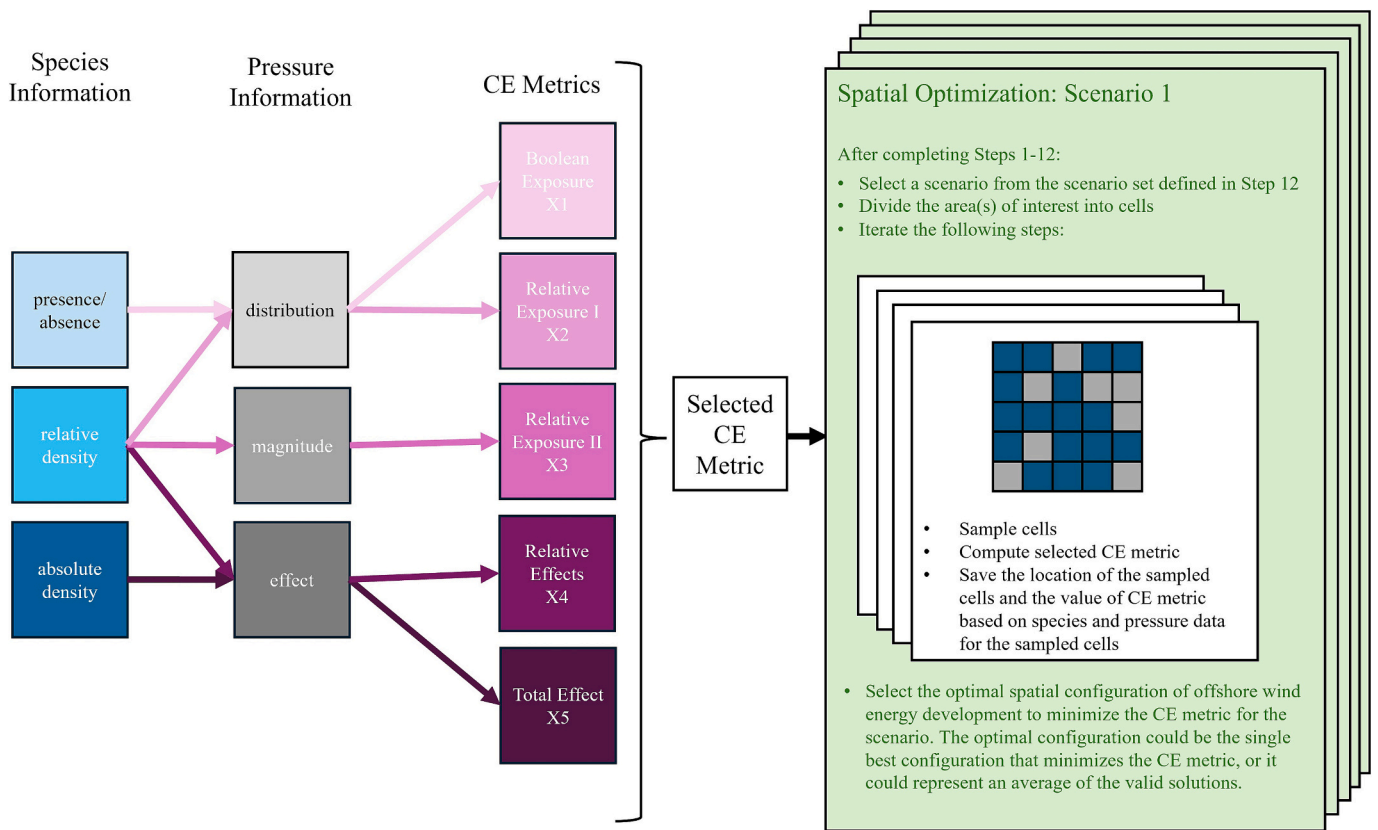 Species
Information
Pressure
Information
CE Metrics
presence/
absence
relative
density
absolute
density
distribution
magnitude
effect
Boolean
Exposure
X1
Relative
Exposure I
X2
Relative
Exposure II
X3
Relative
Effects
X4
Total Effect
X5
Selected
CE
Metric
Spatial Optimization: Scenario 1
After completing Steps 1-12:
• Select a scenario from the scenario set defined in Step 12
• Divide the area(s) of interest into cells
• Iterate the following steps:
• Sample cells
• Compute selected CE metric
• Save the location of the sampled
cells and the value of CE metric
based on species and pressure data
for the sampled cells
• Select the optimal spatial configuration of offshore wind
energy development to minimize the CE metric for the
scenario. The optimal configuration could be the single
best configuration that minimizes the CE metric, or it
could represent an average of the valid solutions.